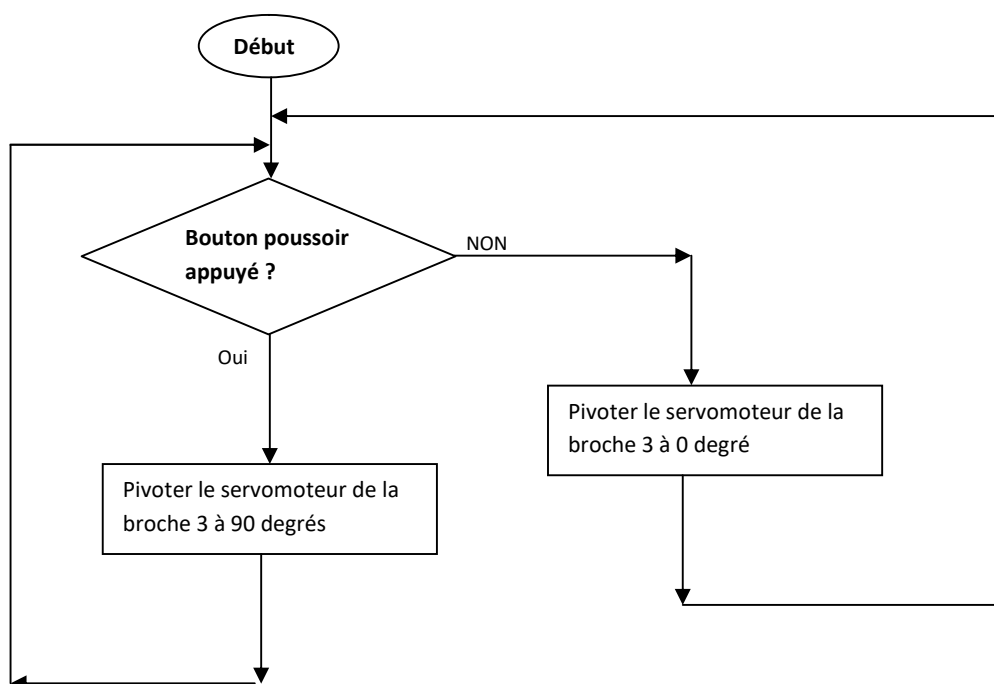 Début
Bouton poussoir
appuyé ?
NON
Oui
Pivoter le servomoteur de la
broche 3 à 0 degré
Pivoter le servomoteur de la
broche 3 à 90 degrés